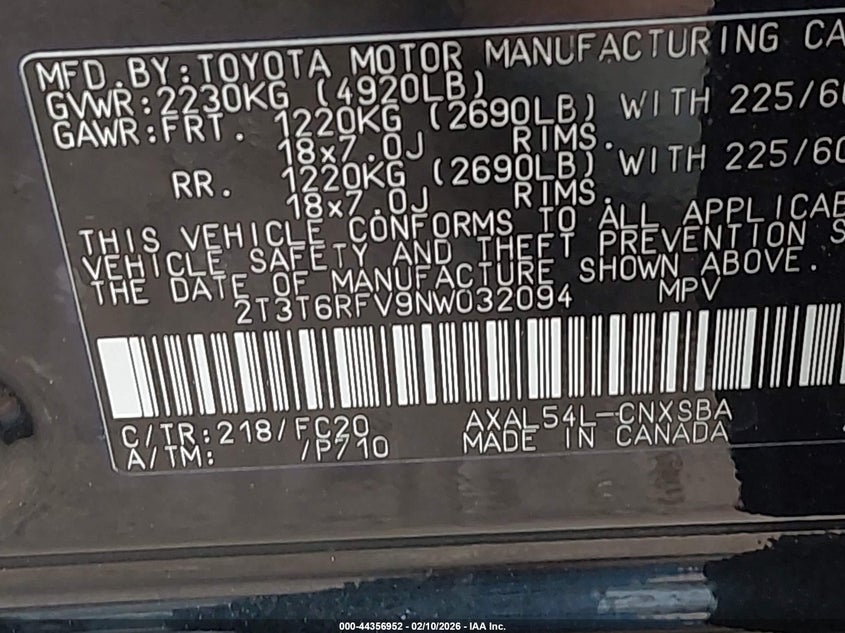 MFD.BY:TOYOTA MOTOR MANUFACTURING CA
GVWR:2230KG (4920LB)
GAWR:FRT. 1220KG (2690LB) WITH 225/60
18x7.0J RIMS.
RR. 1220KG (2690LB) WITH 225/60
18x7.0J RIMS.
THIS VEHICLE CONFORMS TO ALL APPLICAB
VEHICLE SAFETY AND THEFT PREVENTION S
THE DATE OF MANUFACTURE SHOWN ABOVE.
2T3T6RFV9NW032094 MPV
C/TR:218/FC20 AXAL54L-CNXSBA
A/TM: /P710 MADE IN CANADA
000-44356952 - 02/10/2026 - IAA Inc.